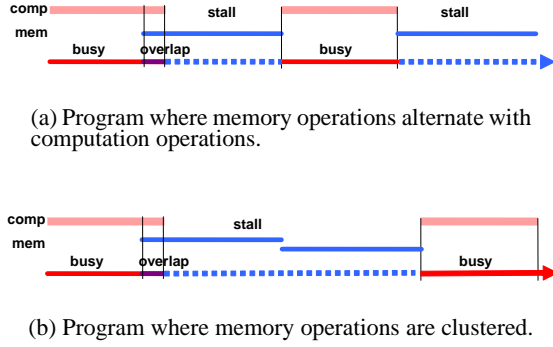 comp
stall
stall
mem
busy
overlap
busy
(a) Program where memory operations alternate with
computation operations.
comp
stall
mem
busy
overlap
busy
(b) Program where memory operations are clustered.